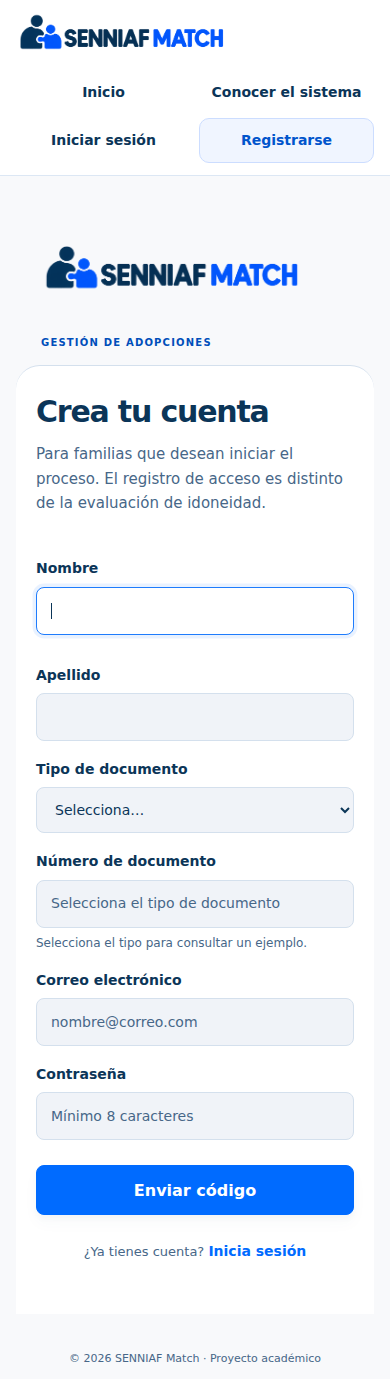 SENNIAF MATCH
Inicio
Conocer el sistema
Iniciar sesión
Registrarse
SENNIAF MATCH
GESTIÓN DE ADOPCIONES
Crea tu cuenta
Para familias que desean iniciar el
proceso. El registro de acceso es distinto
de la evaluación de idoneidad.
Nombre
Apellido
Tipo de documento
Selecciona...
Número de documento
Selecciona el tipo de documento
Selecciona el tipo para consultar un ejemplo.
Correo electrónico
nombre@correo.com
Contraseña
Mínimo 8 caracteres
Enviar código
¿Ya tienes cuenta? Inicia sesión
© 2026 SENNIAF Match · Proyecto académico